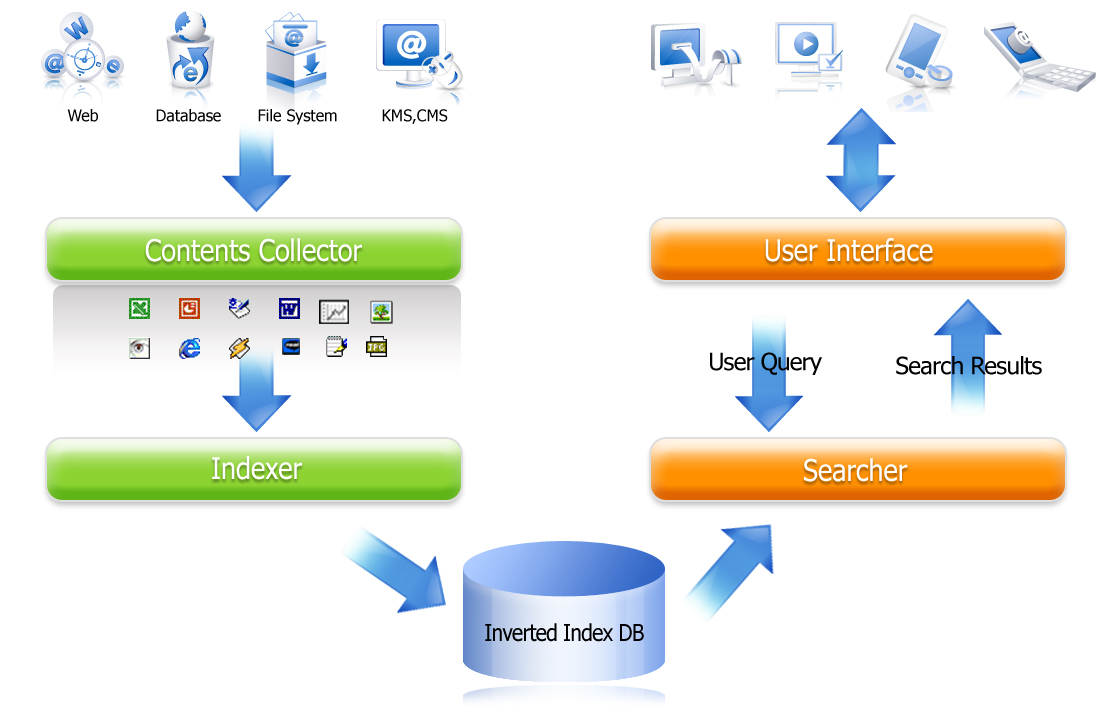 Web
Database
File System
KMS,CMS
Contents Collector
User Interface
User Query
Search Results
Indexer
Searcher
Inverted Index DB
JPG